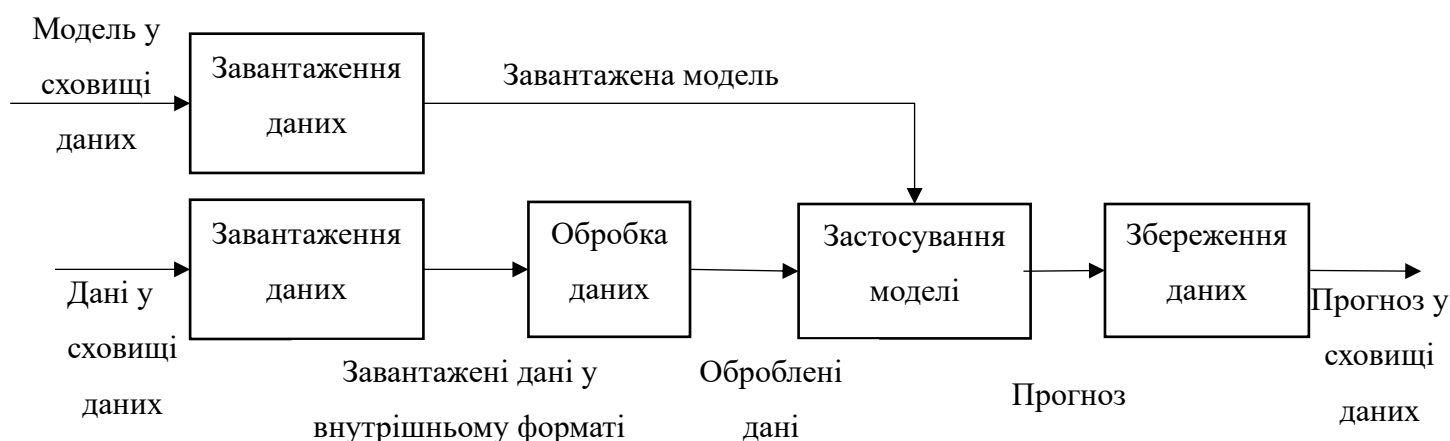 Модель у
сховищі
даних
Завантаження
даних
Завантажена модель
Дані у
сховищі
даних
Завантаження
даних
Завантажені дані у
внутрішньому форматі
Обробка
даних
Оброблені
дані
Застосування
моделі
Прогноз
Збереження
даних
Прогноз у
сховищі
даних